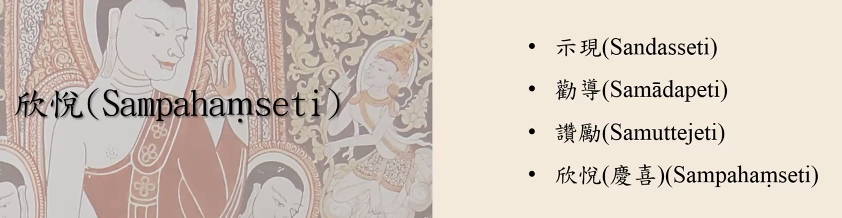 欣悅(Sampahaṃseti)
• 示現(Sandasseti)
• 勸導(Samādapeti)
• 讚勵(Samuttejeti)
• 欣悅(慶喜)(Sampahaṃseti)